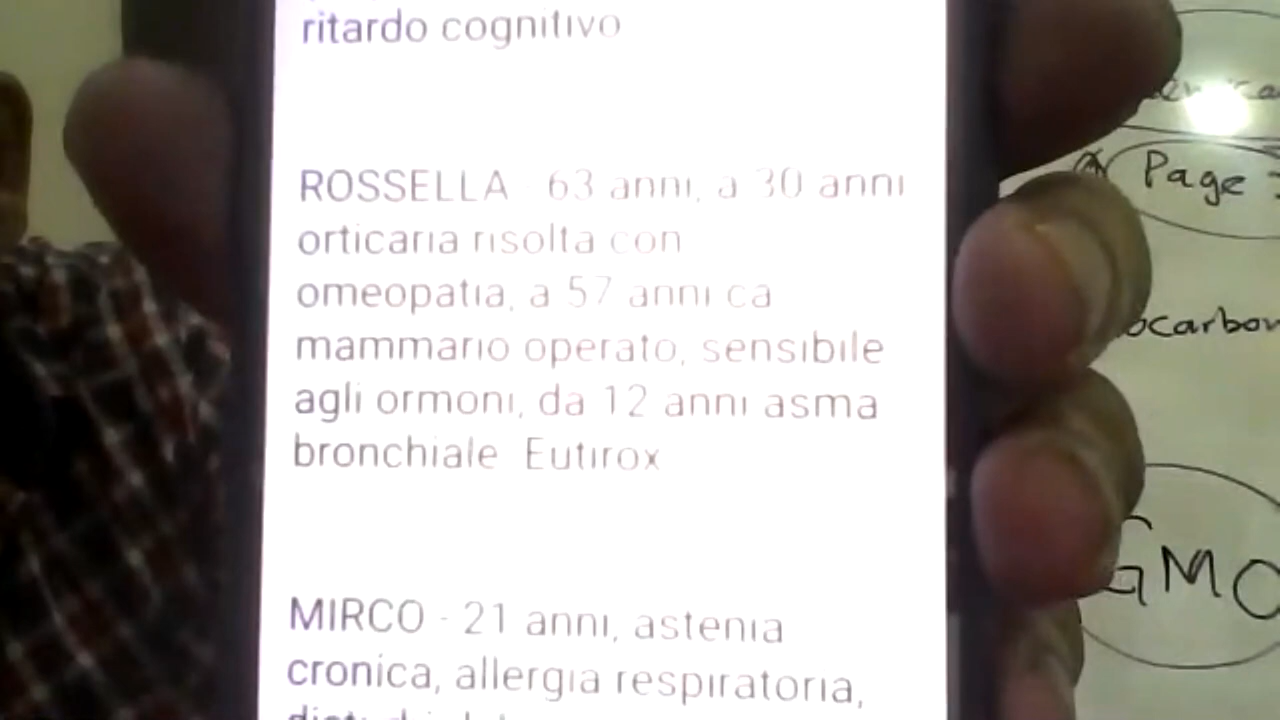 ritardo cognitivo
ROSSELLA 63 anni, a 30 anni
orticaria risolta con
omeopatia, a 57 anni ca
mammario operato, sensibile
agli ormoni, da 12 anni asma
bronchiale Eutirox
MIRCO - 21 anni, astenia
cronica, allergia respiratoria,
Page
GMO